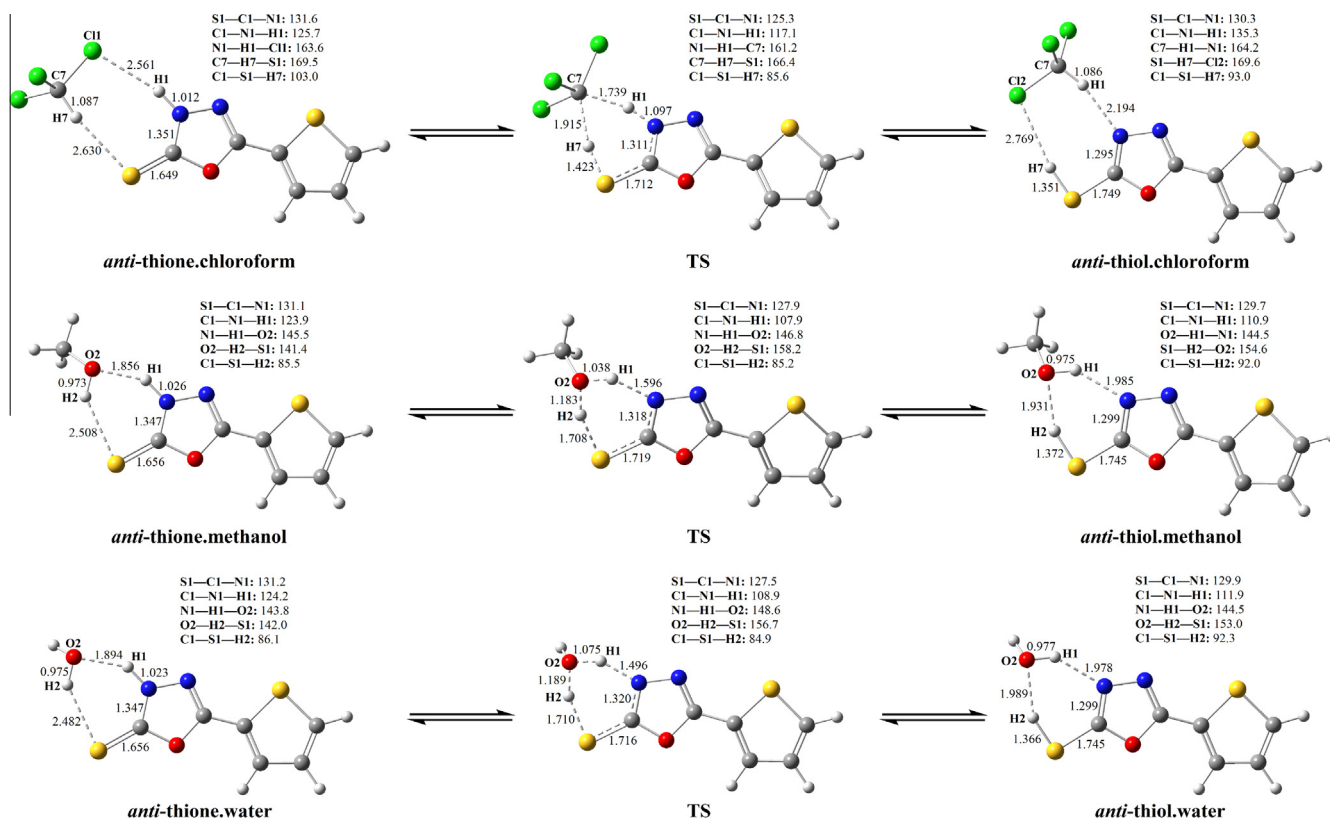 S1—C1—N1: 131.6
C1—N1—H1: 125.7
N1—H1—Cl1: 163.6
C7—H7—S1: 169.5
C1—S1—H7: 103.0
Cl1
2.561
C7
H1
1.087
1.012
H7
1.351
2.630
1.649
anti-thione.chloroform
S1—C1—N1: 125.3
C1—N1—H1: 117.1
N1—H1—C7: 161.2
C7—H7—S1: 166.4
C1—S1—H7: 85.6
C7
1.739
H1
1.097
1.915
1.311
H7
1.423
1.712
TS
S1—C1—N1: 130.3
C1—N1—H1: 135.3
C7—H1—N1: 164.2
S1—H7—Cl2: 169.6
C1—S1—H7: 93.0
C7
1.086
Cl2
H1
2.194
2.769
1.295
H7
1.351
1.749
anti-thiol.chloroform
S1—C1—N1: 131.1
C1—N1—H1: 123.9
N1—H1—O2: 145.5
O2—H2—S1: 141.4
C1—S1—H2: 85.5
O2
1.856
H1
0.973
1.026
H2
1.347
2.508
1.656
anti-thione.methanol
S1—C1—N1: 127.9
C1—N1—H1: 107.9
N1—H1—O2: 146.8
O2—H2—S1: 158.2
C1—S1—H2: 85.2
1.038
O2
H1
1.596
1.183
H2
1.318
1.708
1.719
TS
S1—C1—N1: 129.7
C1—N1—H1: 110.9
O2—H1—N1: 144.5
S1—H2—O2: 154.6
C1—S1—H2: 92.0
0.975
O2
H1
1.985
1.931
1.299
H2
1.372
1.745
anti-thiol.methanol
S1—C1—N1: 131.2
C1—N1—H1: 124.2
N1—H1—O2: 143.8
O2—H2—S1: 142.0
C1—S1—H2: 86.1
O2
1.894
H1
0.975
1.023
H2
1.347
2.482
1.656
anti-thione.water
S1—C1—N1: 127.5
C1—N1—H1: 108.9
N1—H1—O2: 148.6
O2—H2—S1: 156.7
C1—S1—H2: 84.9
1.075
O2
H1
1.496
1.189
H2
1.320
1.710
1.716
TS
S1—C1—N1: 129.9
C1—N1—H1: 111.9
N1—H1—O2: 144.5
O2—H2—S1: 153.0
C1—S1—H2: 92.3
0.977
O2
H1
1.978
1.989
1.299
H2
1.366
1.745
anti-thiol.water